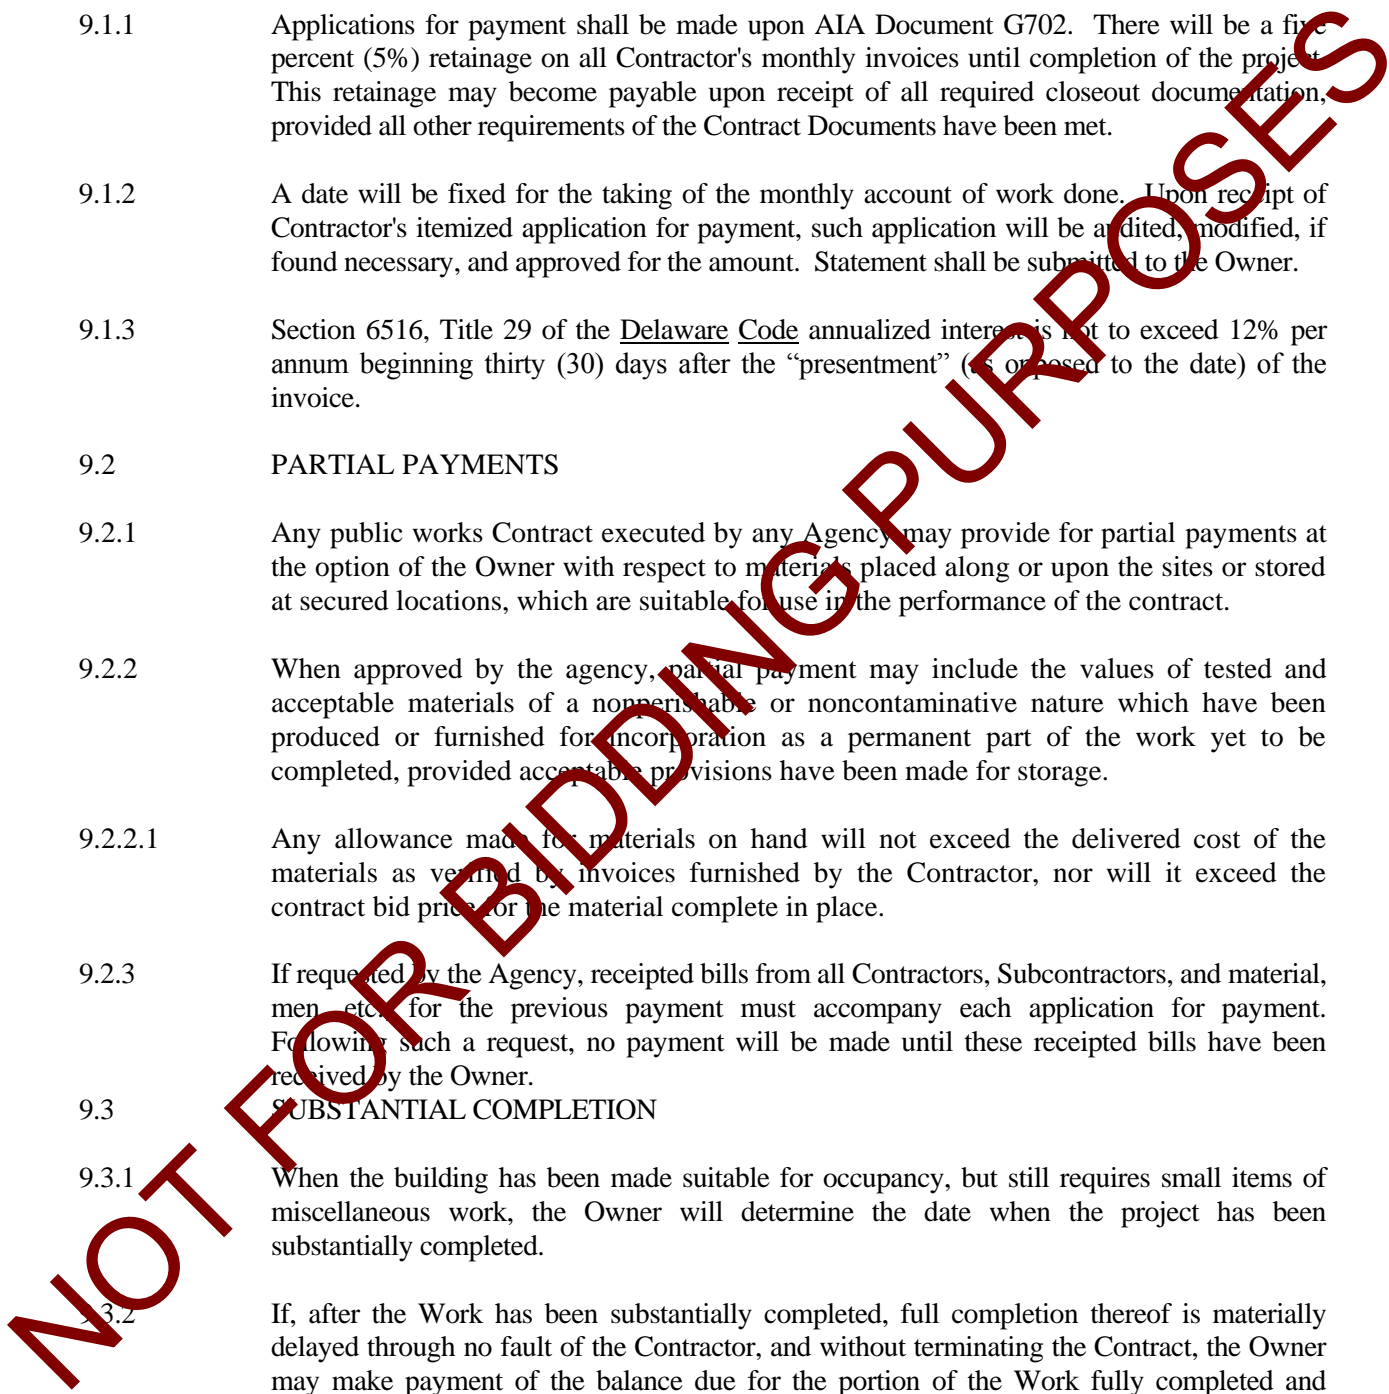 9.1.1 Applications for payment shall be made upon AIA Document G702. There will be a five
percent (5%) retainage on all Contractor's monthly invoices until completion of the project.
This retainage may become payable upon receipt of all required closeout documentation,
provided all other requirements of the Contract Documents have been met.
9.1.2 A date will be fixed for the taking of the monthly account of work done. Upon receipt of
Contractor's itemized application for payment, such application will be audited, modified, if
found necessary, and approved for the amount. Statement shall be submitted to the Owner.
9.1.3 Section 6516, Title 29 of the Delaware Code annualized interest is not to exceed 12% per
annum beginning thirty (30) days after the “presentment” (as opposed to the date) of the
invoice.
9.2 PARTIAL PAYMENTS
9.2.1 Any public works Contract executed by any Agency may provide for partial payments at
the option of the Owner with respect to materials placed along or upon the sites or stored
at secured locations, which are suitable for use in the performance of the contract.
9.2.2 When approved by the agency, partial payment may include the values of tested and
acceptable materials of a nonperishable or noncontaminative nature which have been
produced or furnished for incorporation as a permanent part of the work yet to be
completed, provided acceptable provisions have been made for storage.
9.2.2.1 Any allowance made for materials on hand will not exceed the delivered cost of the
materials as verified by invoices furnished by the Contractor, nor will it exceed the
contract bid price for the material complete in place.
9.2.3 If requested by the Agency, receipted bills from all Contractors, Subcontractors, and material,
men, etc., for the previous payment must accompany each application for payment.
Following such a request, no payment will be made until these receipted bills have been
received by the Owner.
9.3 SUBSTANTIAL COMPLETION
9.3.1 When the building has been made suitable for occupancy, but still requires small items of
miscellaneous work, the Owner will determine the date when the project has been
substantially completed.
9.3.2 If, after the Work has been substantially completed, full completion thereof is materially
delayed through no fault of the Contractor, and without terminating the Contract, the Owner
may make payment of the balance due for the portion of the Work fully completed and
NOT FOR BIDDING PURPOSES